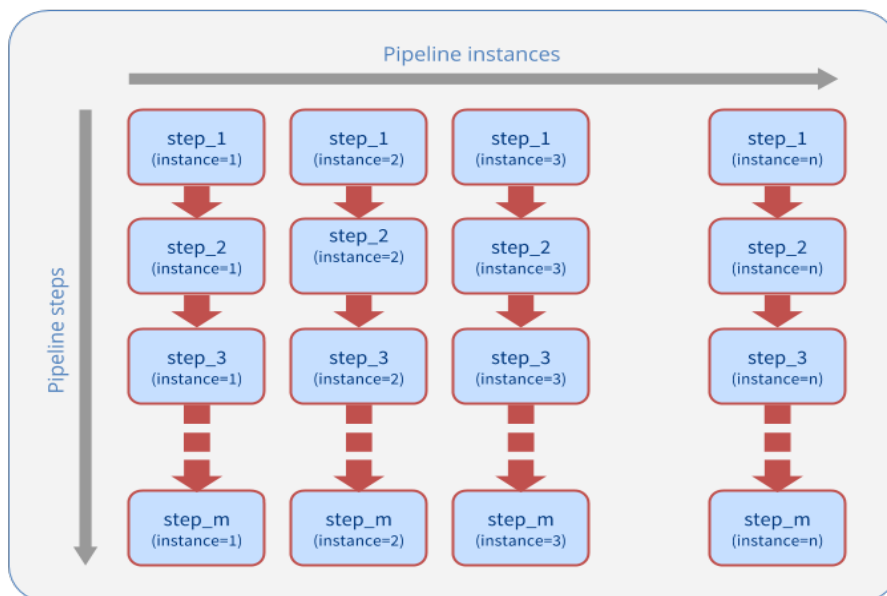 Pipeline instances
Pipeline steps
step_1
(instance=1)
step_1
(instance=2)
step_1
(instance=3)
step_1
(instance=n)
step_2
(instance=1)
step_2
(instance=2)
step_2
(instance=3)
step_2
(instance=n)
step_3
(instance=1)
step_3
(instance=2)
step_3
(instance=3)
step_3
(instance=n)
step_m
(instance=1)
step_m
(instance=2)
step_m
(instance=3)
step_m
(instance=n)